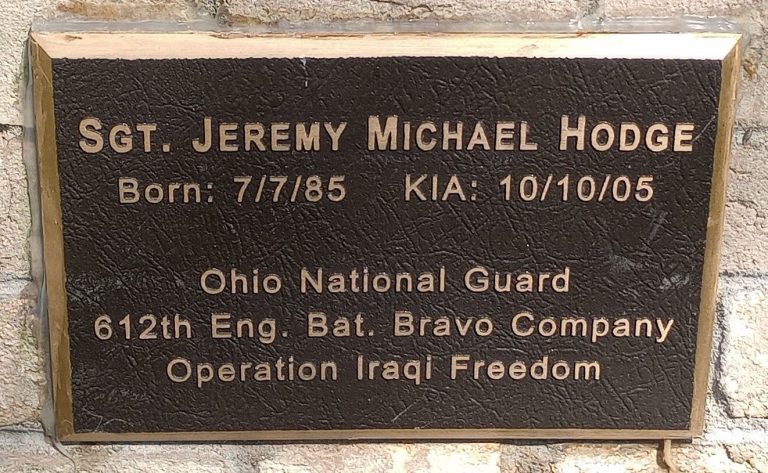 SGT. JEREMY MICHAEL HODGE
Born: 7/7/85 KIA: 10/10/05
Ohio National Guard
612th Eng. Bat. Bravo Company
Operation Iraqi Freedom